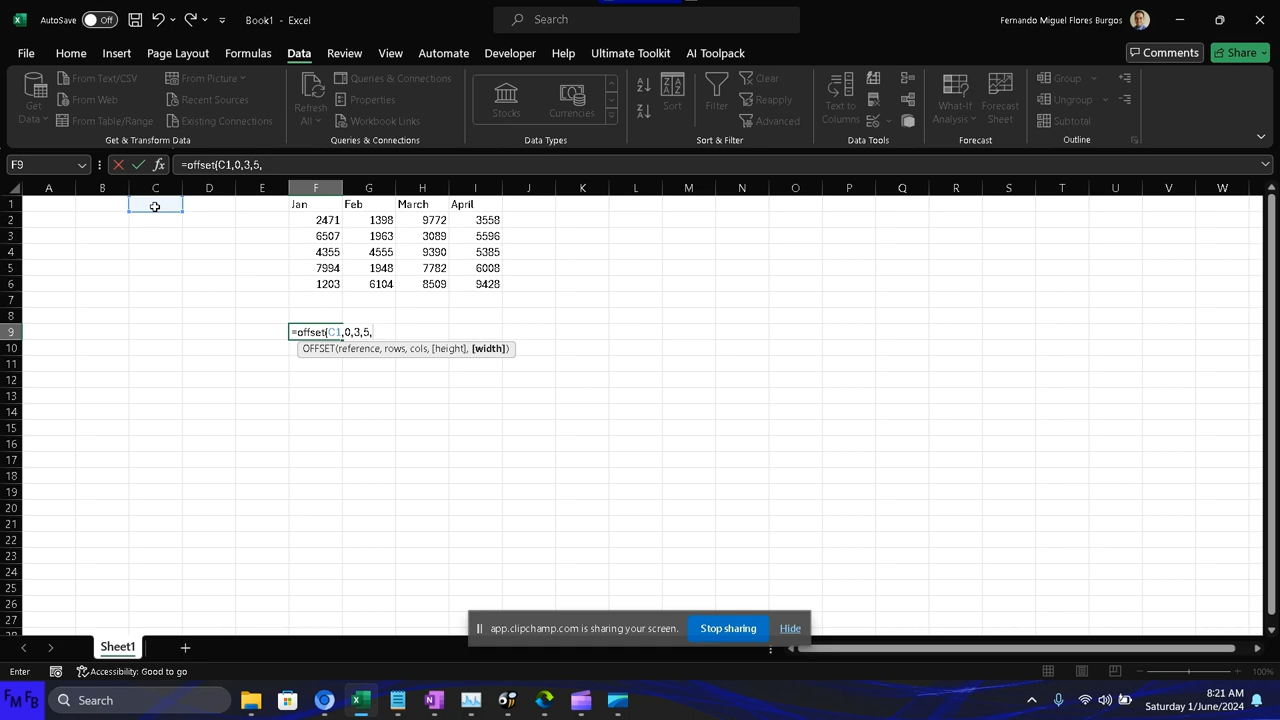 AutoSave Off Book1 - Excel Search Fernando Miguel Flores Burgos
File Home Insert Page Layout Formulas Data Review View Automate Developer Help Ultimate Toolkit AI Toolpack Comments Share
Get Data
From Text/CSV
From Web
From Table/Range
From Picture
Recent Sources
Existing Connections
Get & Transform Data
Refresh All
Queries & Connections
Properties
Workbook Links
Queries & Connections
Stocks Currencies
Data Types
Sort Filter
Clear
Reapply
Advanced
Sort & Filter
Text to Columns
Data Tools
What-If Analysis
Forecast Sheet
Forecast
Group
Ungroup
Subtotal
Outline
F9 fx =offset(C1,0,3,5,
A B C D E F G H I J K L M N O P Q R S T U V W
1 Jan Feb March April
2 2471 1398 9772 3558
3 6507 1963 3089 5596
4 4355 4555 9390 5385
5 7994 1948 7782 6008
6 1203 6104 8509 9428
7
8
9 =offset(C1,0,3,5,
10 OFFSET(reference, rows, cols, [height], [width])
11
12
13
14
15
16
17
18
19
20
21
22
23
24
25
26
27
28
app.clipchamp.com is sharing your screen. Stop sharing Hide
Sheet1
Enter Accessibility: Good to go 100%
FM FB Search 8:21 AM
Saturday 1/June/2024